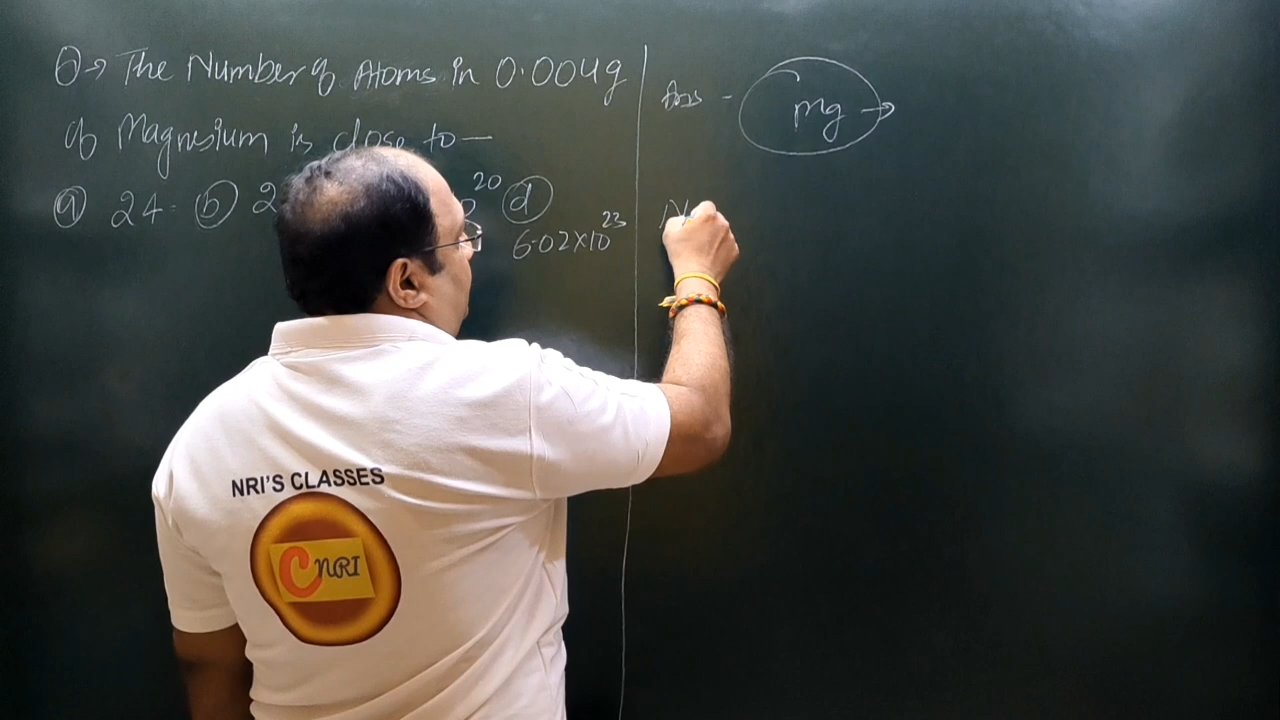 Q→ The Number of Atoms in 0.004g
of Magnesium is close to —
(a) 24 (b) 2 20 (d)
6.02×10^23
Ans - Mg →
N
NRI'S CLASSES
CNRI